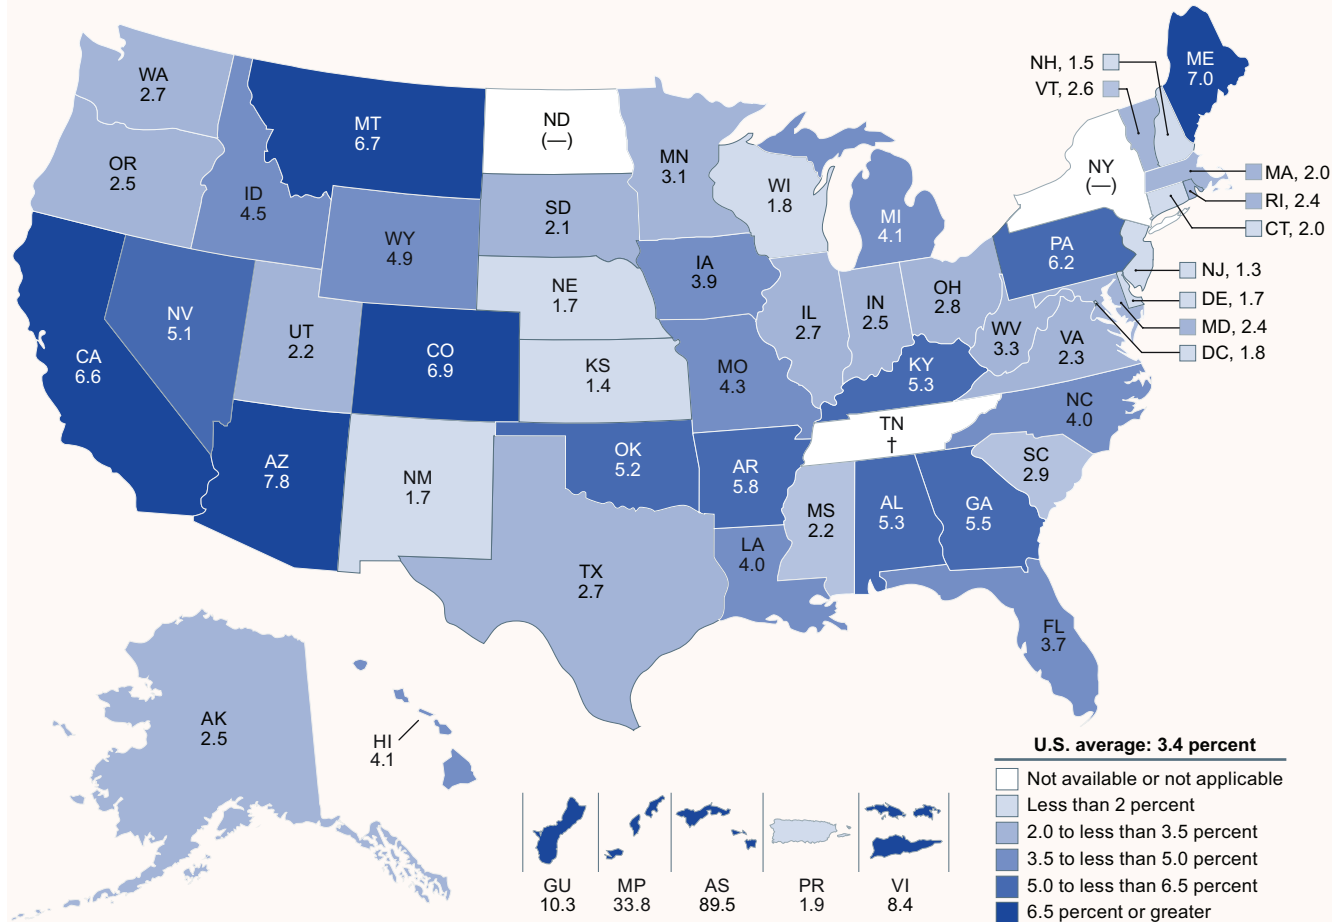 WA
2.7
OR
2.5
ID
4.5
MT
6.7
WY
4.9
ND
(—)
SD
2.1
NE
1.7
KS
1.4
MN
3.1
WI
1.8
IA
3.9
MI
4.1
CA
6.6
NV
5.1
UT
2.2
CO
6.9
AZ
7.8
NM
1.7
OK
5.2
TX
2.7
MO
4.3
AR
5.8
LA
4.0
IL
2.7
IN
2.5
OH
2.8
KY
5.3
TN
†
MS
2.2
AL
5.3
GA
5.5
FL
3.7
SC
2.9
NC
4.0
VA
2.3
WV
3.3
PA
6.2
NY
(—)
ME
7.0
NH, 1.5
VT, 2.6
MA, 2.0
RI, 2.4
CT, 2.0
NJ, 1.3
DE, 1.7
MD, 2.4
DC, 1.8
AK
2.5
HI
4.1
GU
10.3
MP
33.8
AS
89.5
PR
1.9
VI
8.4
U.S. average: 3.4 percent
Not available or not applicable
Less than 2 percent
2.0 to less than 3.5 percent
3.5 to less than 5.0 percent
5.0 to less than 6.5 percent
6.5 percent or greater